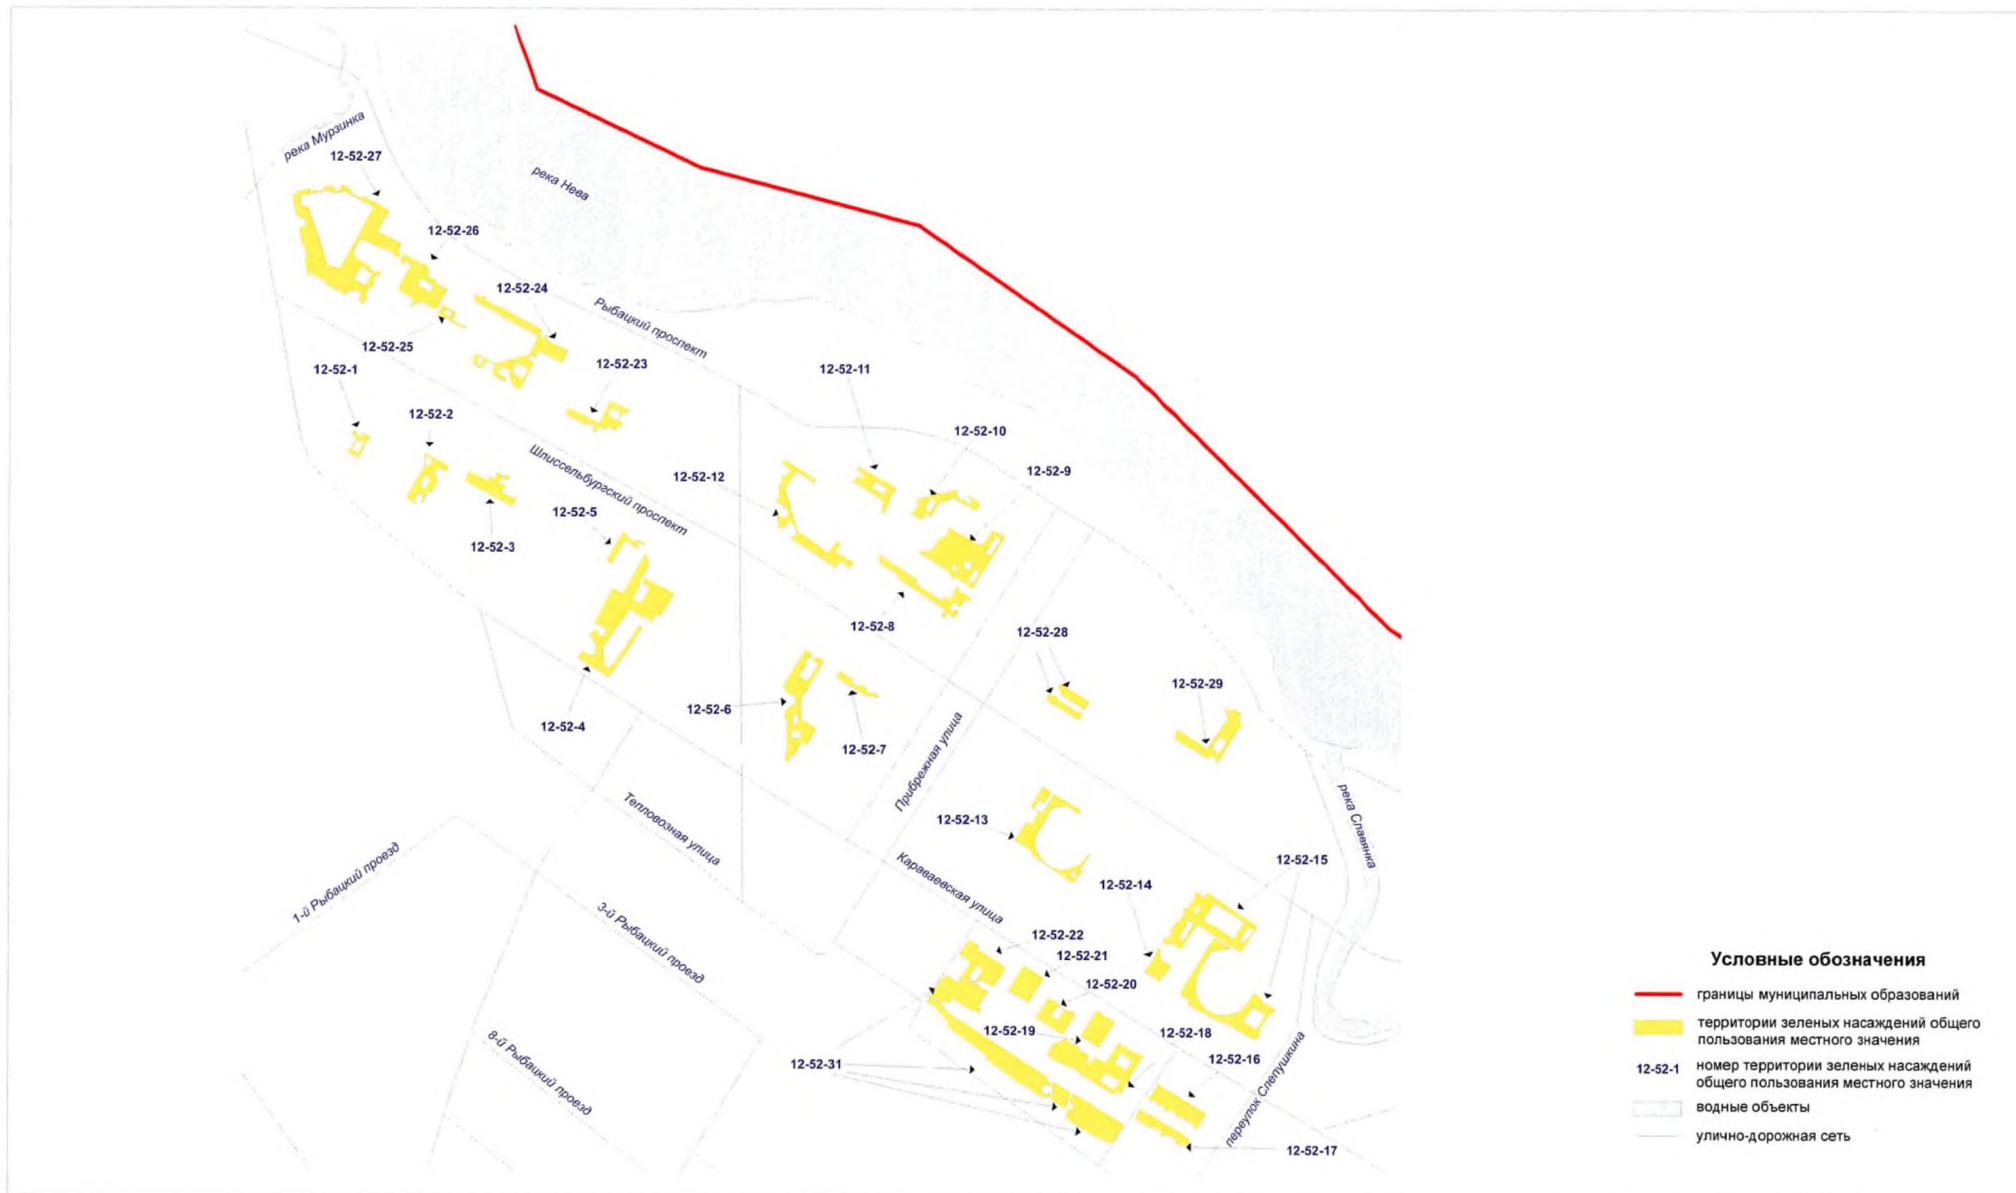 река Мурзинка
12-52-27
река Нева
12-52-26
12-52-24
Рыбацкий проспект
12-52-25
12-52-1
12-52-23
12-52-11
12-52-2
12-52-10
12-52-9
12-52-12
Шлиссельбургский проспект
12-52-5
12-52-3
12-52-8
12-52-28
12-52-29
12-52-6
12-52-4
12-52-7
Прибрежная улица
река Славянка
Тепловозная улица
12-52-13
12-52-15
1-й Рыбацкий проезд
Караваевская улица
12-52-14
3-й Рыбацкий проезд
12-52-22
12-52-21
12-52-20
12-52-19
12-52-18
12-52-16
8-й Рыбацкий проезд
12-52-31
переулок Слепушкина
12-52-17
Условные обозначения
границы муниципальных образований
территории зеленых насаждений общего
пользования местного значения
12-52-1
номер территории зеленых насаждений
общего пользования местного значения
водные объекты
улично-дорожная сеть